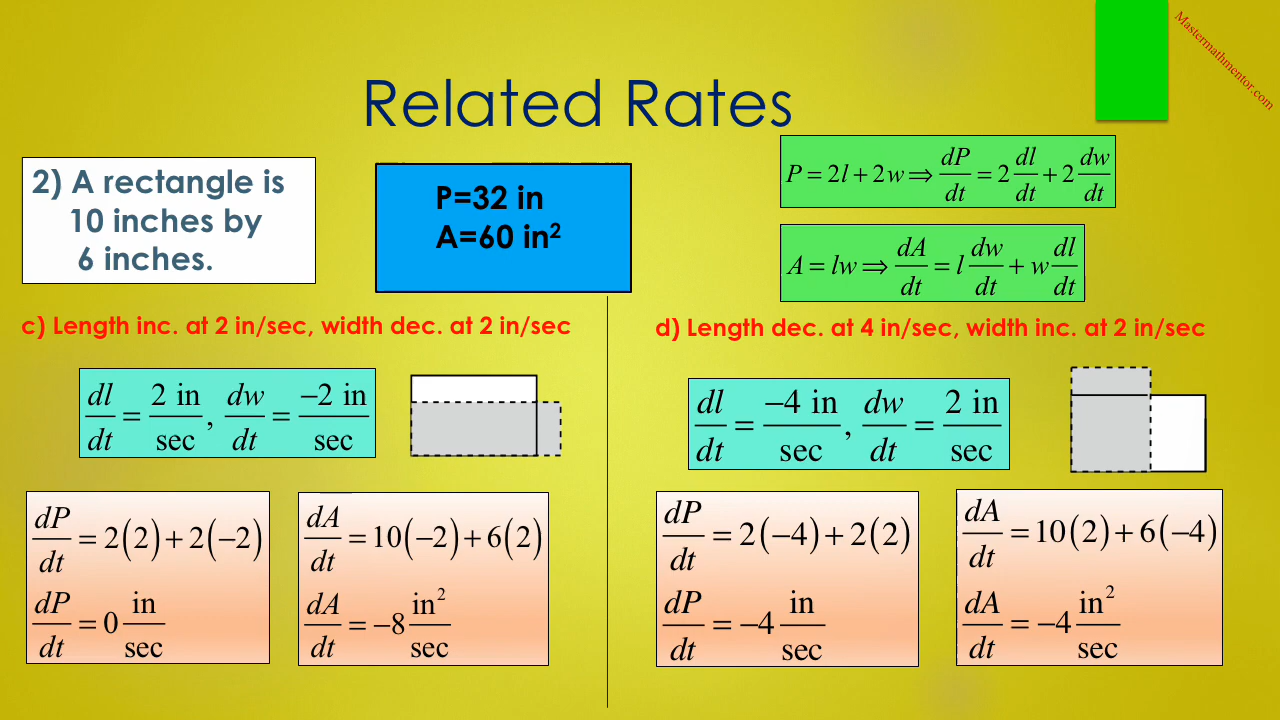 Mastermathmentor.com
Related Rates
2) A rectangle is
10 inches by
6 inches.
P=32 in
A=60 in²
P = 2l + 2w ⇒ dP/dt = 2 dl/dt + 2 dw/dt
A = lw ⇒ dA/dt = l dw/dt + w dl/dt
c) Length inc. at 2 in/sec, width dec. at 2 in/sec
dl/dt = 2 in/sec, dw/dt = −2 in/sec
dP/dt = 2(2) + 2(−2)
dP/dt = 0 in/sec
dA/dt = 10(−2) + 6(2)
dA/dt = −8 in²/sec
d) Length dec. at 4 in/sec, width inc. at 2 in/sec
dl/dt = −4 in/sec, dw/dt = 2 in/sec
dP/dt = 2(−4) + 2(2)
dP/dt = −4 in/sec
dA/dt = 10(2) + 6(−4)
dA/dt = −4 in²/sec